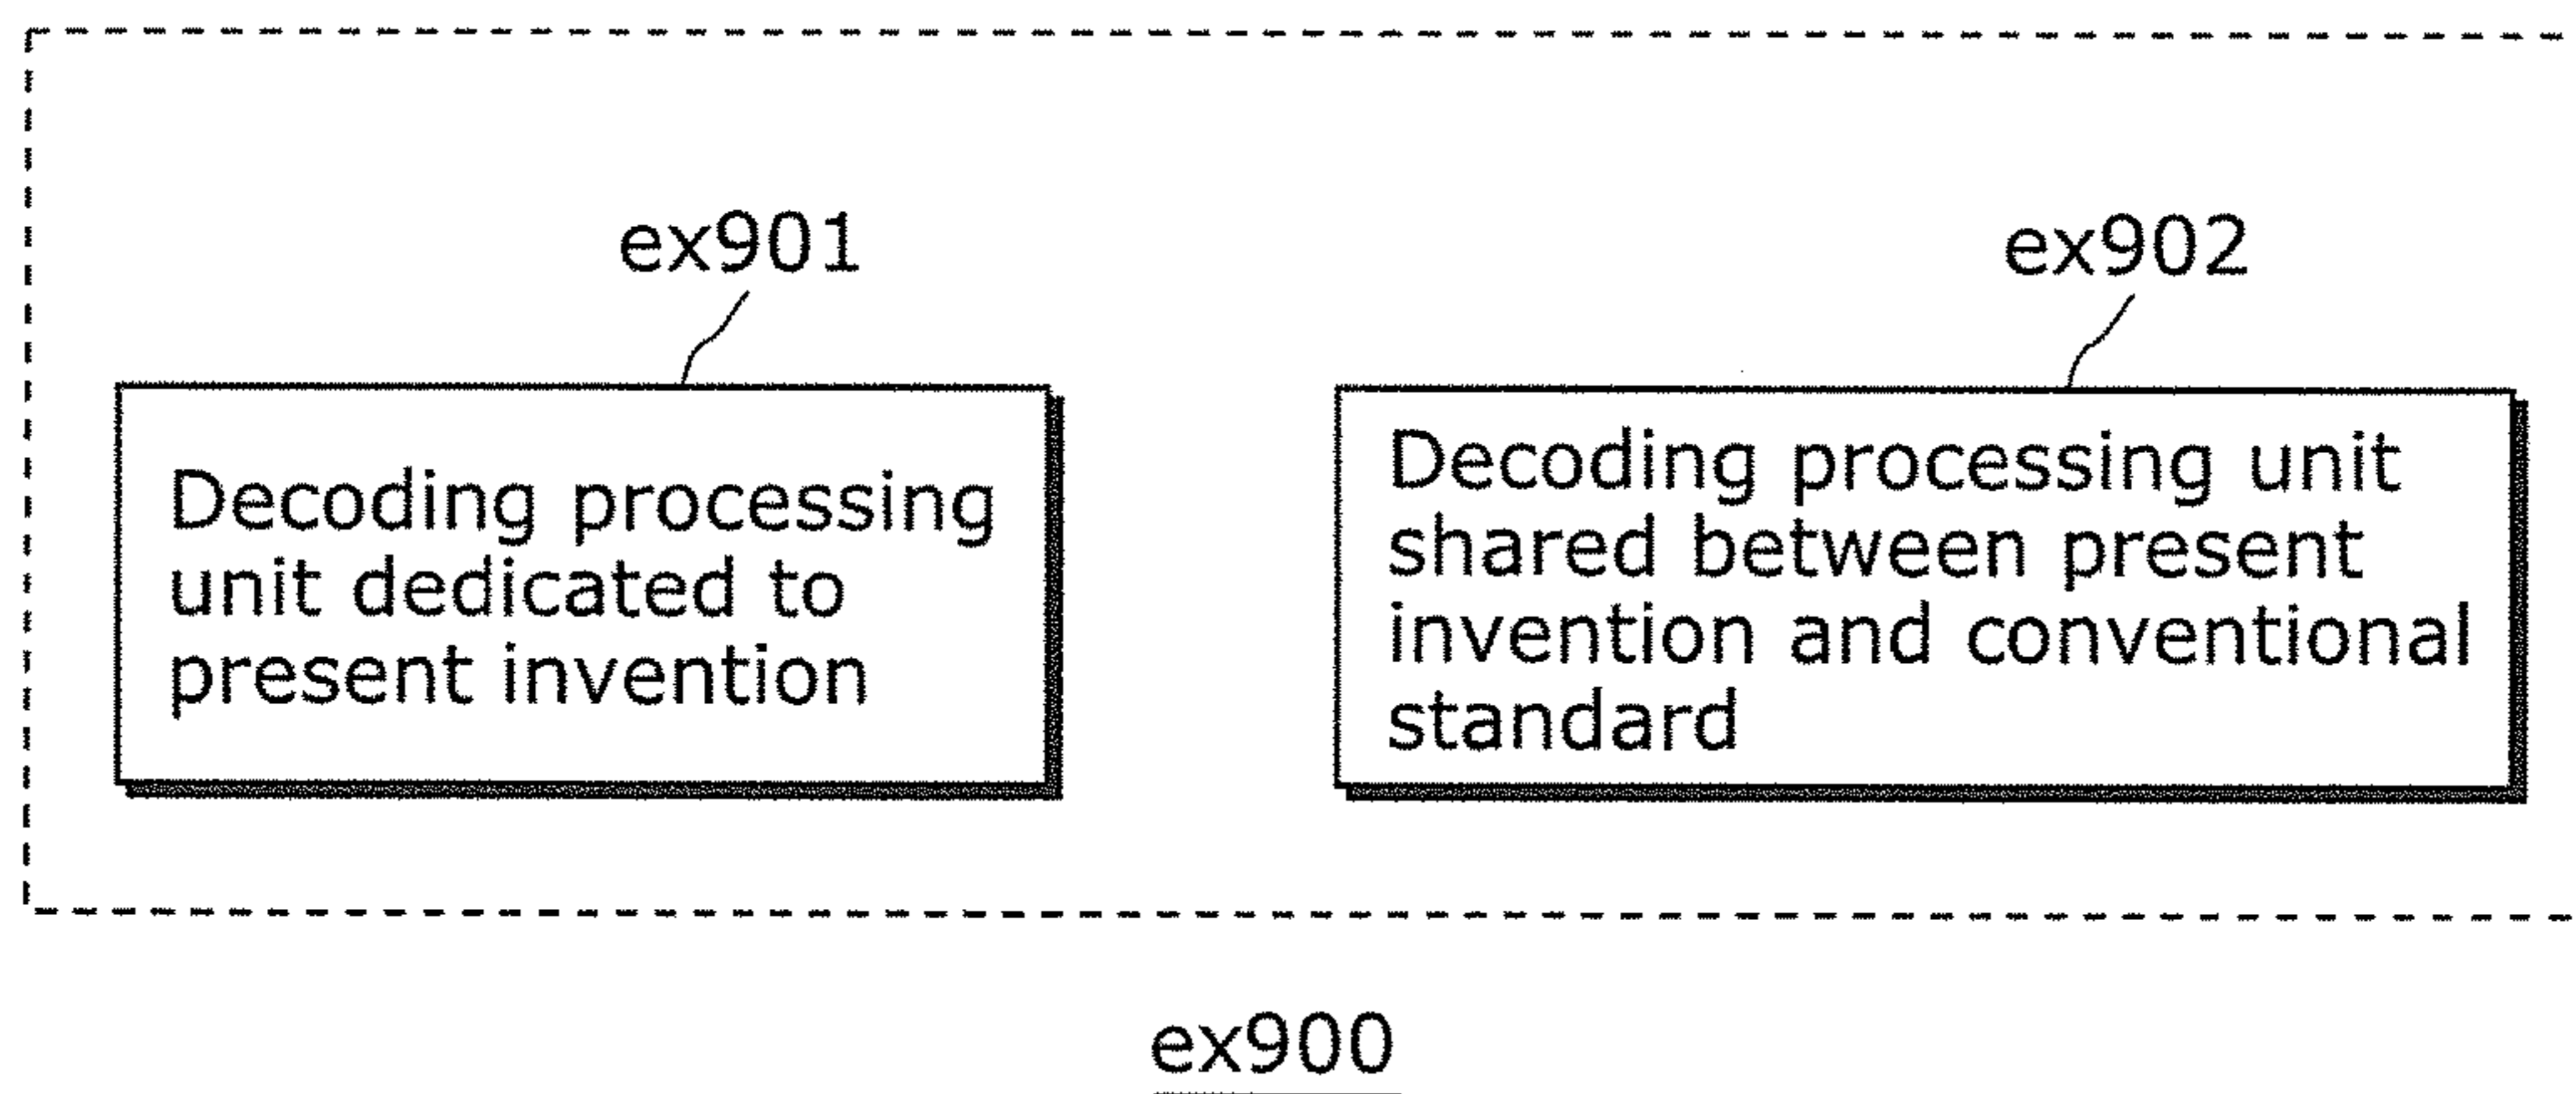 ex901
Decoding processing
unit dedicated to
present invention
ex902
Decoding processing unit
shared between present
invention and conventional
standard
ex900